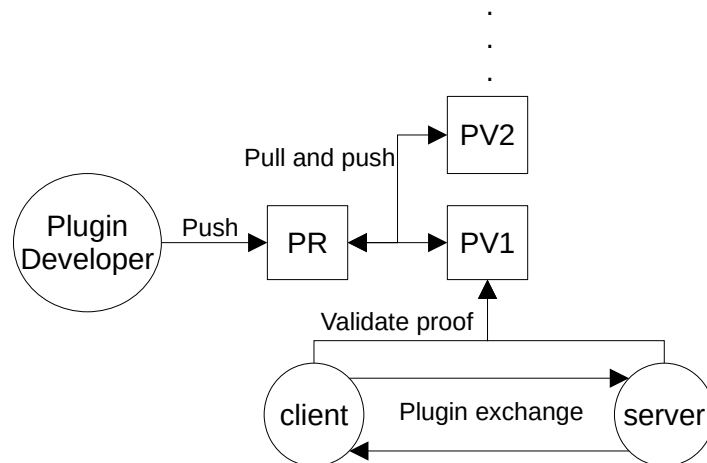 .
.
.
PV2
Pull and push
Plugin
Developer
Push
PR
PV1
Validate proof
client
Plugin exchange
server